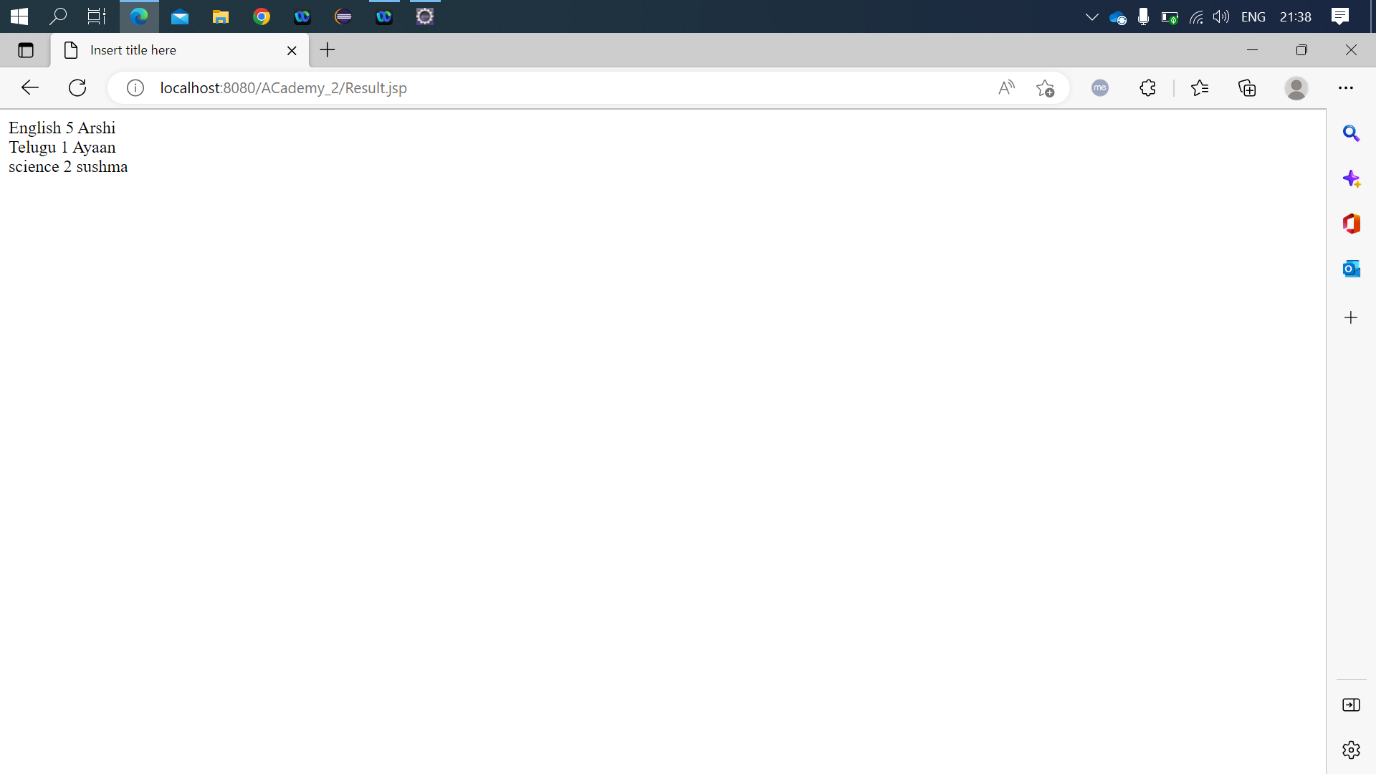 ENG 21:38
Insert title here
localhost:8080/ACademy_2/Result.jsp
English 5 Arshi
Telugu 1 Ayaan
science 2 sushma